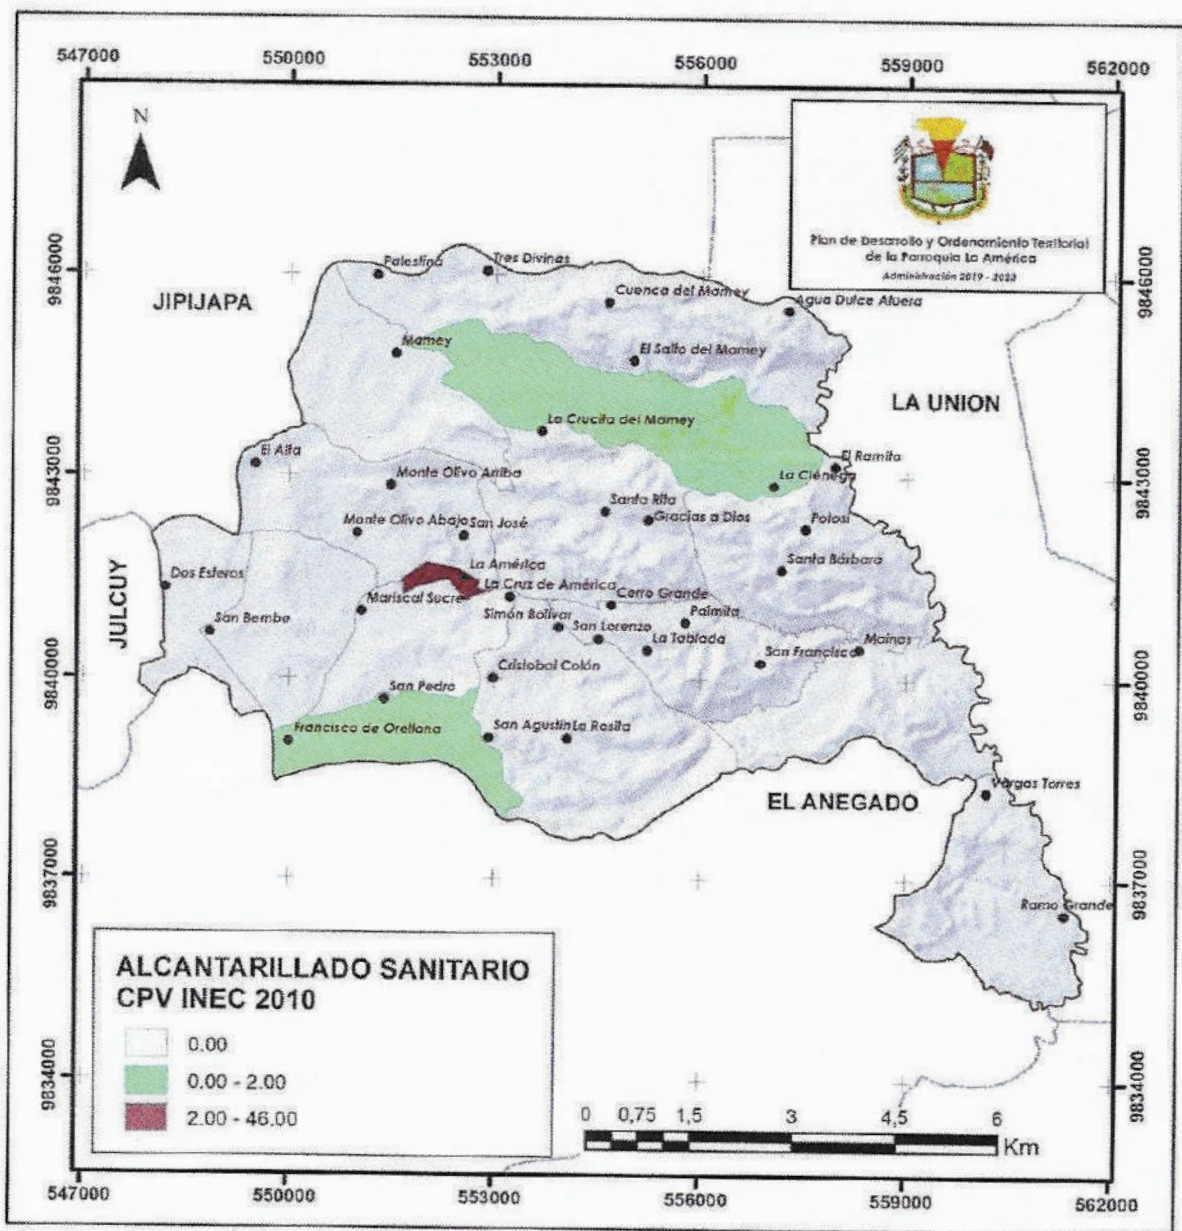 547000 550000 553000 556000 559000 562000
N
Plan de Desarrollo y Ordenamiento Territorial
de la Parroquia La América
Administración 2019 - 2023
9846000
9846000
Palestina
Tres Divinas
Cuenca del Mamey
Agua Dulce Afuera
JIPIJAPA
Mamey
El Salto del Mamey
LA UNION
La Crucita del Mamey
El Aita
El Ramito
9843000
9843000
Monte Olivo Arriba
La Ciénega
Santa Rita
Gracias a Dios
Potosi
Monte Olivo Abajo
San José
La América
Santa Bárbara
Dos Esteros
La Cruz de América
JULCUY
Mariscal Sucre
Cerro Grande
San Bembe
Simón Bolívar
San Lorenzo
Palmita
La Tablada
San Francisco
Mainas
Cristobal Colón
9840000
9840000
San Pedro
Francisco de Orellana
San Agustín
La Rosita
EL ANEGADO
Vargas Torres
9837000
9837000
Ramo Grande
ALCANTARILLADO SANITARIO
CPV INEC 2010
0.00
0.00 - 2.00
2.00 - 46.00
9834000
9834000
0 0,75 1,5 3 4,5 6
Km
547000 550000 553000 556000 559000 562000